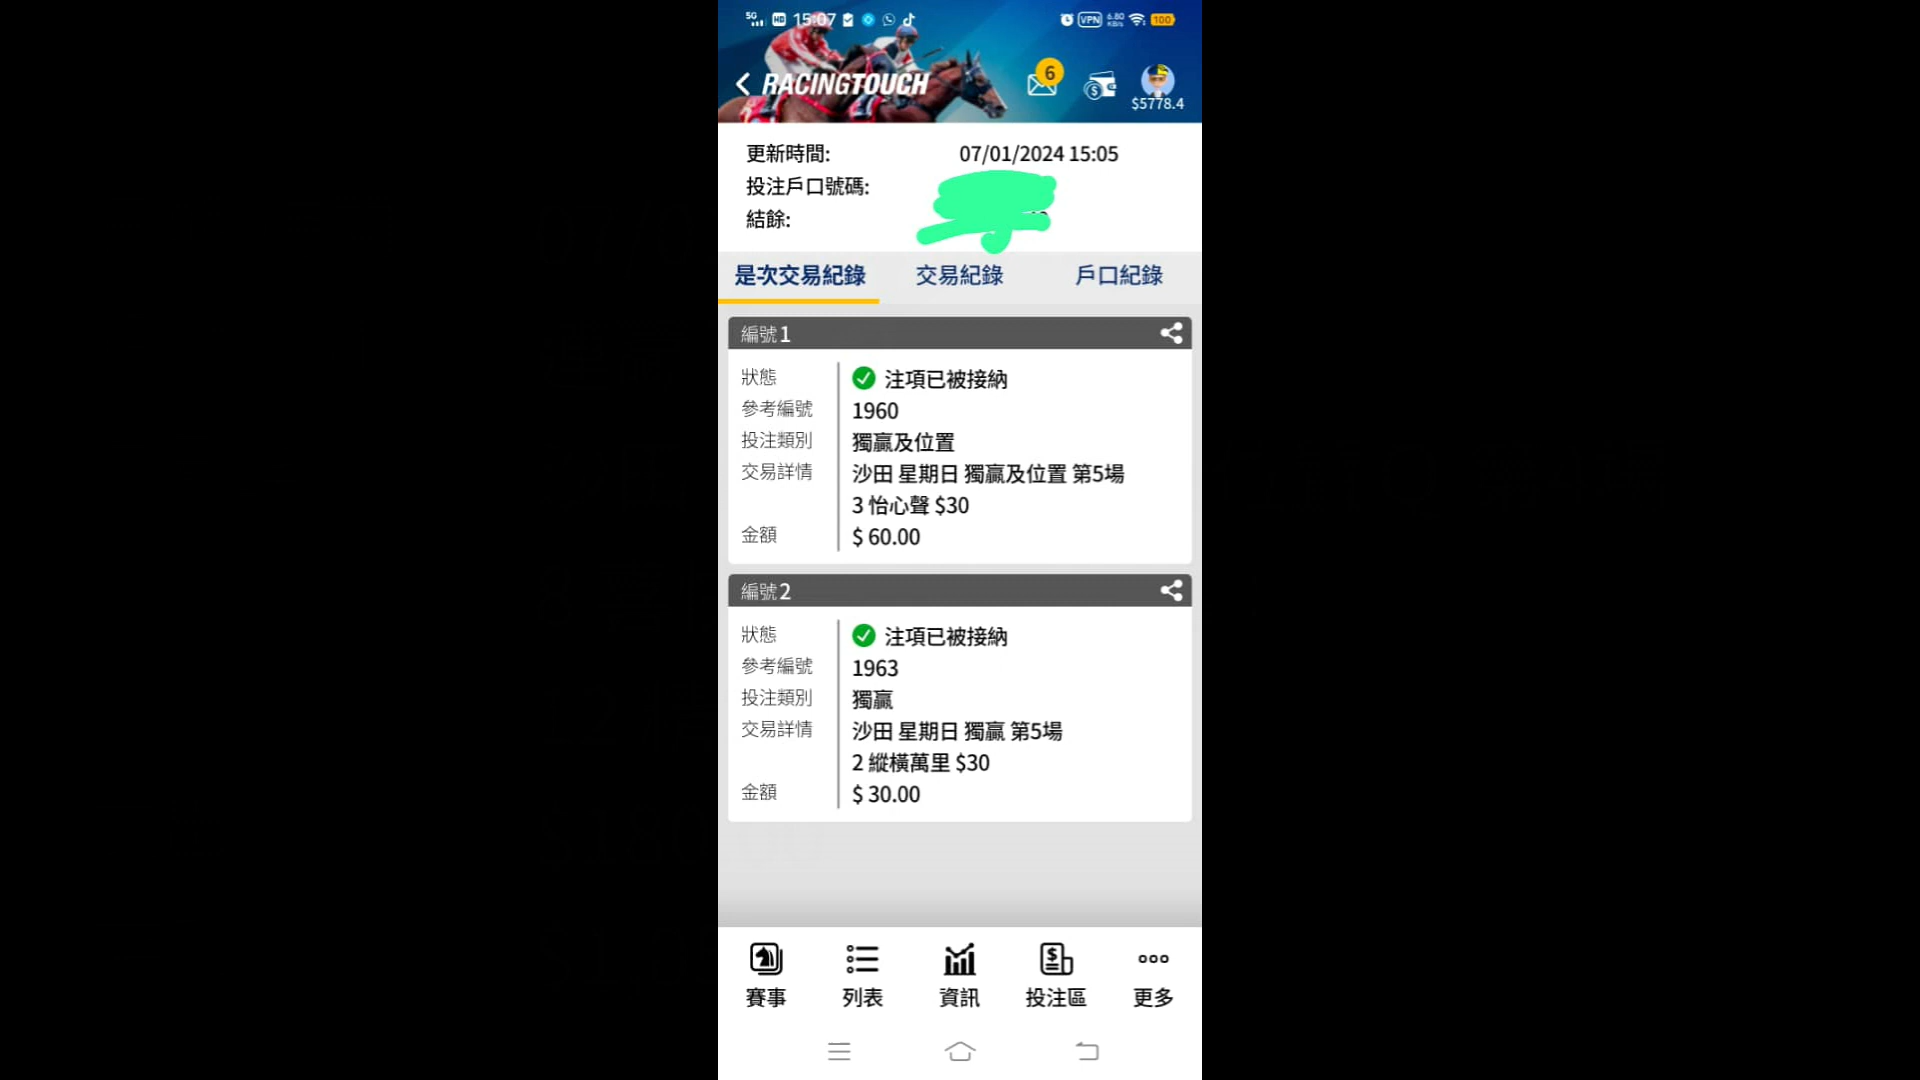 5G HD 15:07 VPN 6.80 KB/s 100
RACINGTOUCH 6
$5778.4
更新時間: 07/01/2024 15:05
投注戶口號碼:
結餘:
是次交易紀錄 交易紀錄 戶口紀錄
編號 1
狀態 注項已被接納
參考編號 1960
投注類別 獨贏及位置
交易詳情 沙田 星期日 獨贏及位置 第5場
3 怡心聲 $30
金額 $ 60.00
編號 2
狀態 注項已被接納
參考編號 1963
投注類別 獨贏
交易詳情 沙田 星期日 獨贏 第5場
2 縱橫萬里 $30
金額 $ 30.00
賽事 列表 資訊 投注區 更多